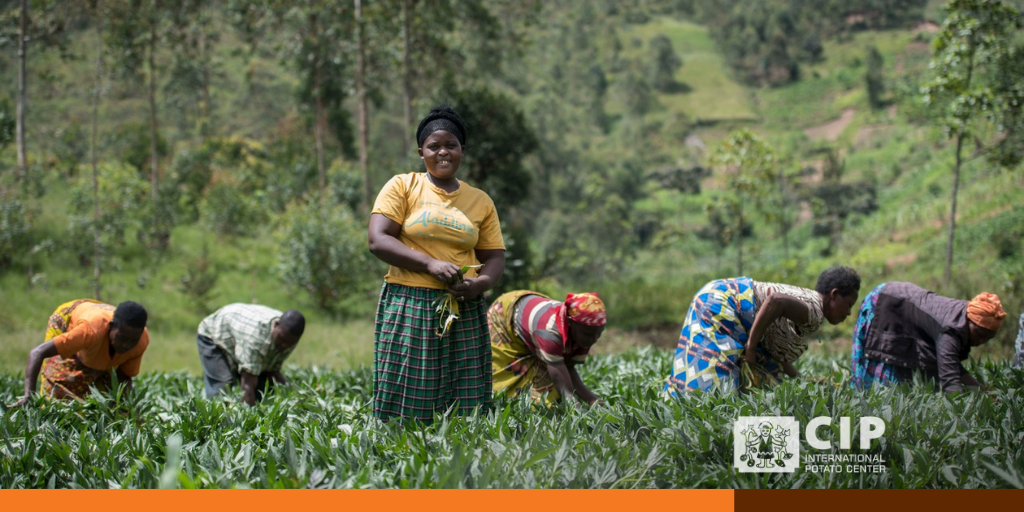 CIP
INTERNATIONAL
POTATO CENTER